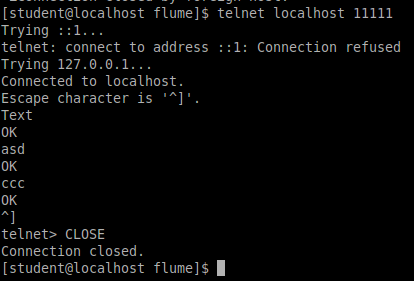 [student@localhost flume]$ telnet localhost 11111
Trying ::1...
telnet: connect to address ::1: Connection refused
Trying 127.0.0.1...
Connected to localhost.
Escape character is '^]'.
Text
OK
asd
OK
ccc
OK
^]
telnet> CLOSE
Connection closed.
[student@localhost flume]$